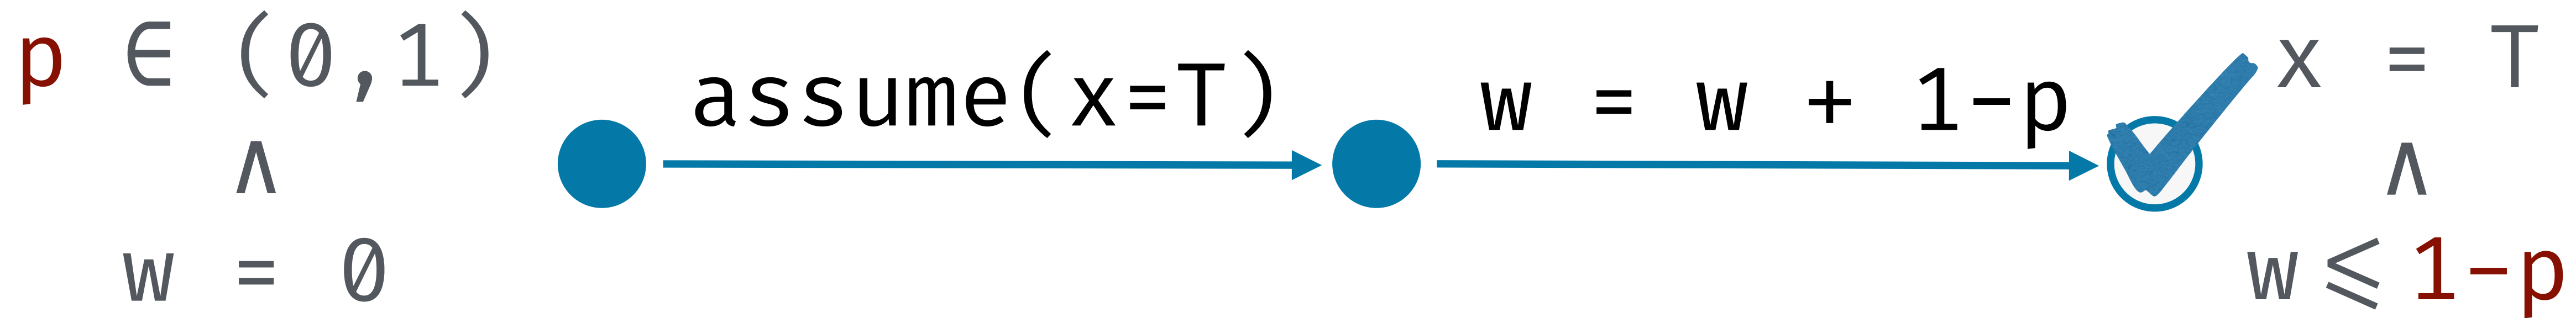 p ∈ (0,1)
∧
w = 0
assume(x=T)
w = w + 1-p
x = T
∧
w ⩽ 1-p